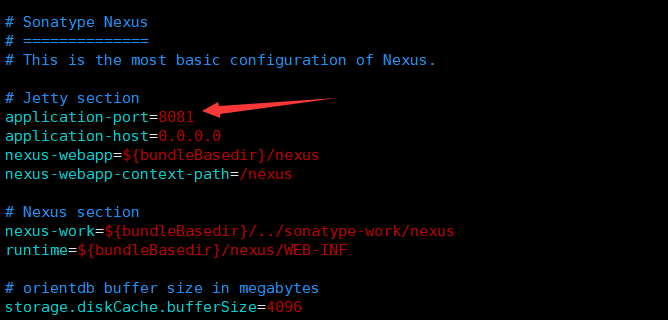 # Sonatype Nexus
# ==============
# This is the most basic configuration of Nexus.
# Jetty section
application-port=8081
application-host=0.0.0.0
nexus-webapp=${bundleBasedir}/nexus
nexus-webapp-context-path=/nexus
# Nexus section
nexus-work=${bundleBasedir}/../sonatype-work/nexus
runtime=${bundleBasedir}/nexus/WEB-INF
# orientdb buffer size in megabytes
storage.diskCache.bufferSize=4096